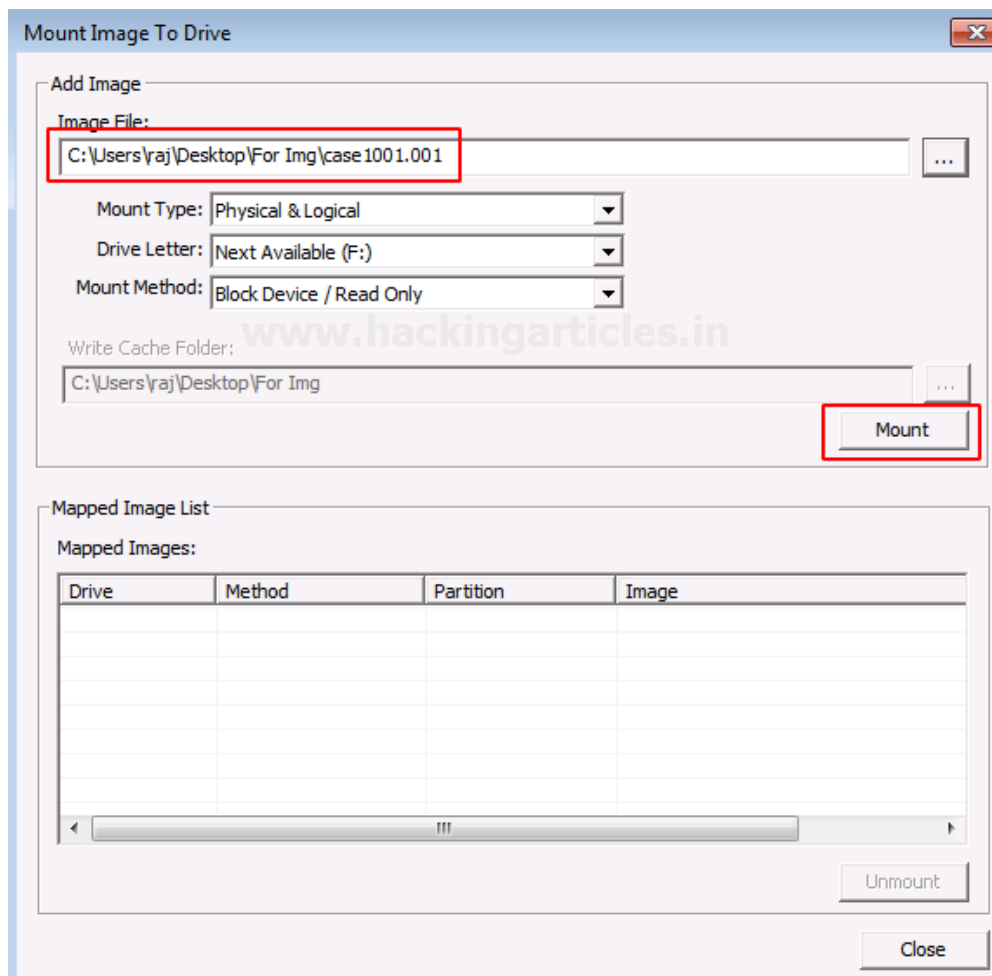 Mount Image To Drive
Add Image
Image File:
C:\Users\raj\Desktop\For Img\case1001.001
...
Mount Type: Physical & Logical
Drive Letter: Next Available (F:)
Mount Method: Block Device / Read Only
www.hackingarticles.in
Write Cache Folder:
C:\Users\raj\Desktop\For Img
...
Mount
Mapped Image List
Mapped Images:
Drive Method Partition Image
Unmount
Close